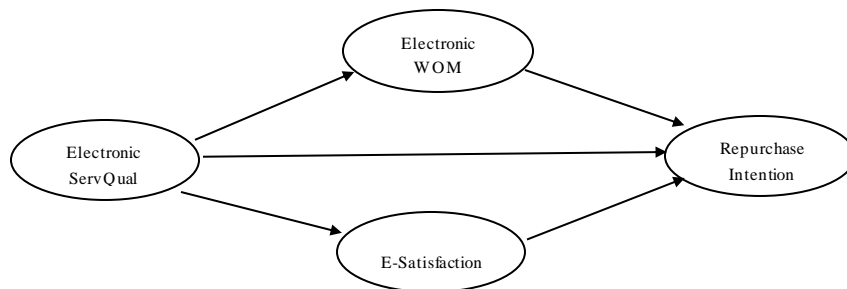 Electronic
WOM
Electronic
ServQual
Repurchase
Intention
E-Satisfaction